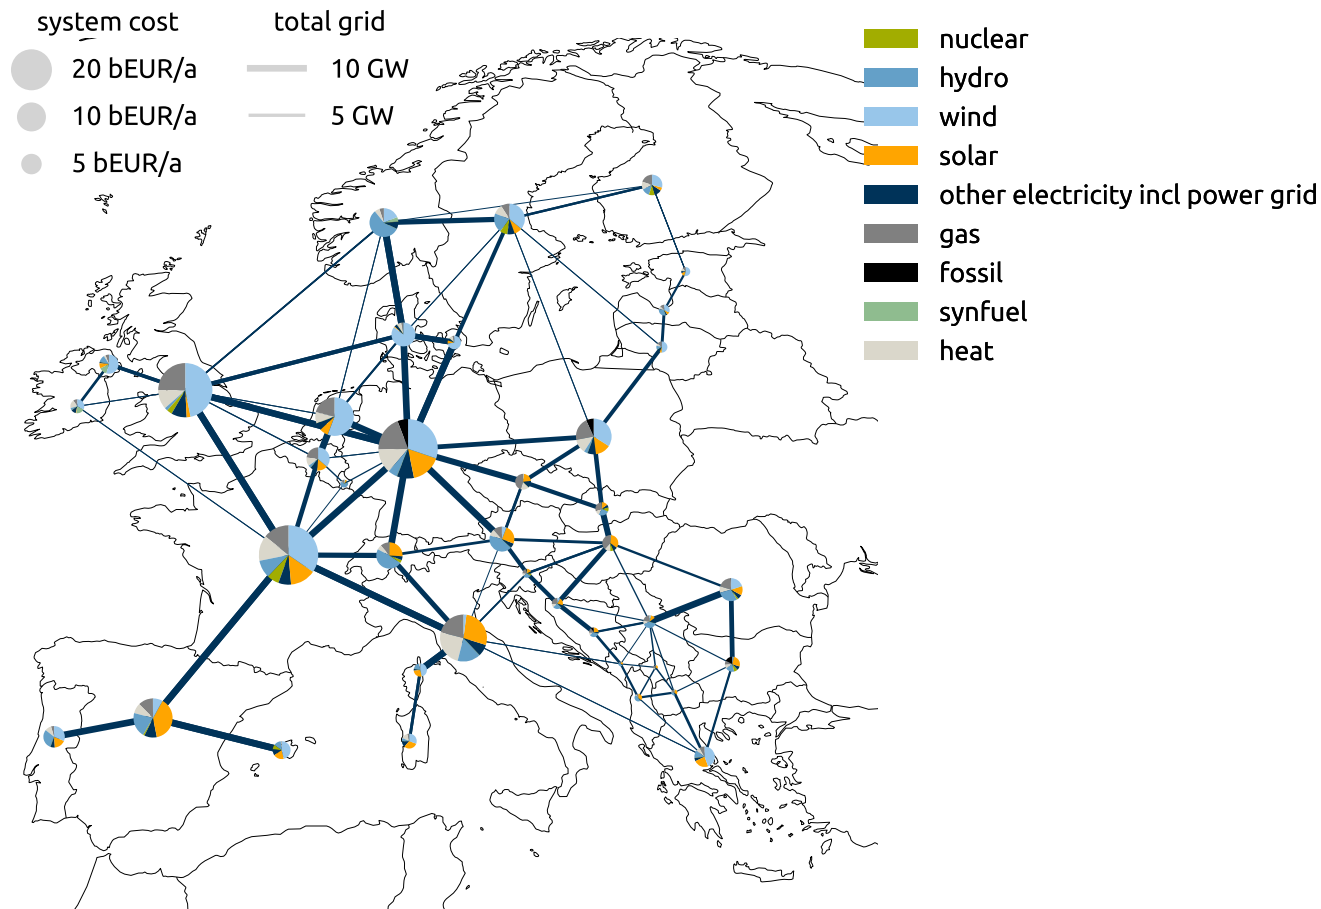 system cost
20 bEUR/a
10 bEUR/a
5 bEUR/a
total grid
10 GW
5 GW
nuclear
hydro
wind
solar
other electricity incl power grid
gas
fossil
synfuel
heat